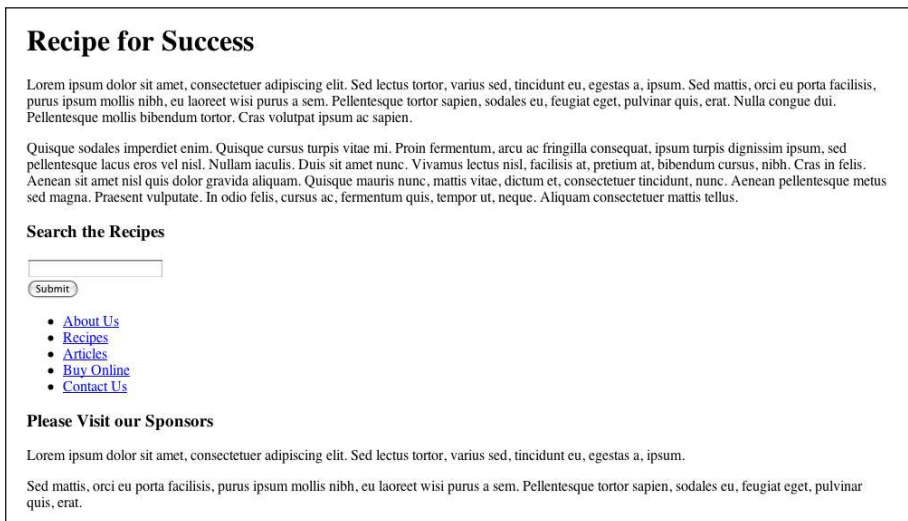 Recipe for Success
Lorem ipsum dolor sit amet, consectetuer adipiscing elit. Sed lectus tortor, varius sed, tincidunt eu, egestas a, ipsum. Sed mattis, orci eu porta facilisis,
purus ipsum mollis nibh, eu laoreet wisi purus a sem. Pellentesque tortor sapien, sodales eu, feugiat eget, pulvinar quis, erat. Nulla congue dui.
Pellentesque mollis bibendum tortor. Cras volutpat ipsum ac sapien.
Quisque sodales imperdiet enim. Quisque cursus turpis vitae mi. Proin fermentum, arcu ac fringilla consequat, ipsum turpis dignissim ipsum, sed
pellentesque lacus eros vel nisl. Nullam iaculis. Duis sit amet nunc. Vivamus lectus nisl, facilisis at, pretium at, bibendum cursus, nibh. Cras in felis.
Aenean sit amet nisl quis dolor gravida aliquam. Quisque mauris nunc, mattis vitae, dictum et, consectetuer tincidunt, nunc. Aenean pellentesque metus
sed magna. Praesent vulputate. In odio felis, cursus ac, fermentum quis, tempor ut, neque. Aliquam consectetuer mattis tellus.
Search the Recipes
Submit
About Us
Recipes
Articles
Buy Online
Contact Us
Please Visit our Sponsors
Lorem ipsum dolor sit amet, consectetuer adipiscing elit. Sed lectus tortor, varius sed, tincidunt eu, egestas a, ipsum.
Sed mattis, orci eu porta facilisis, purus ipsum mollis nibh, eu laoreet wisi purus a sem. Pellentesque tortor sapien, sodales eu, feugiat eget, pulvinar
quis, erat.